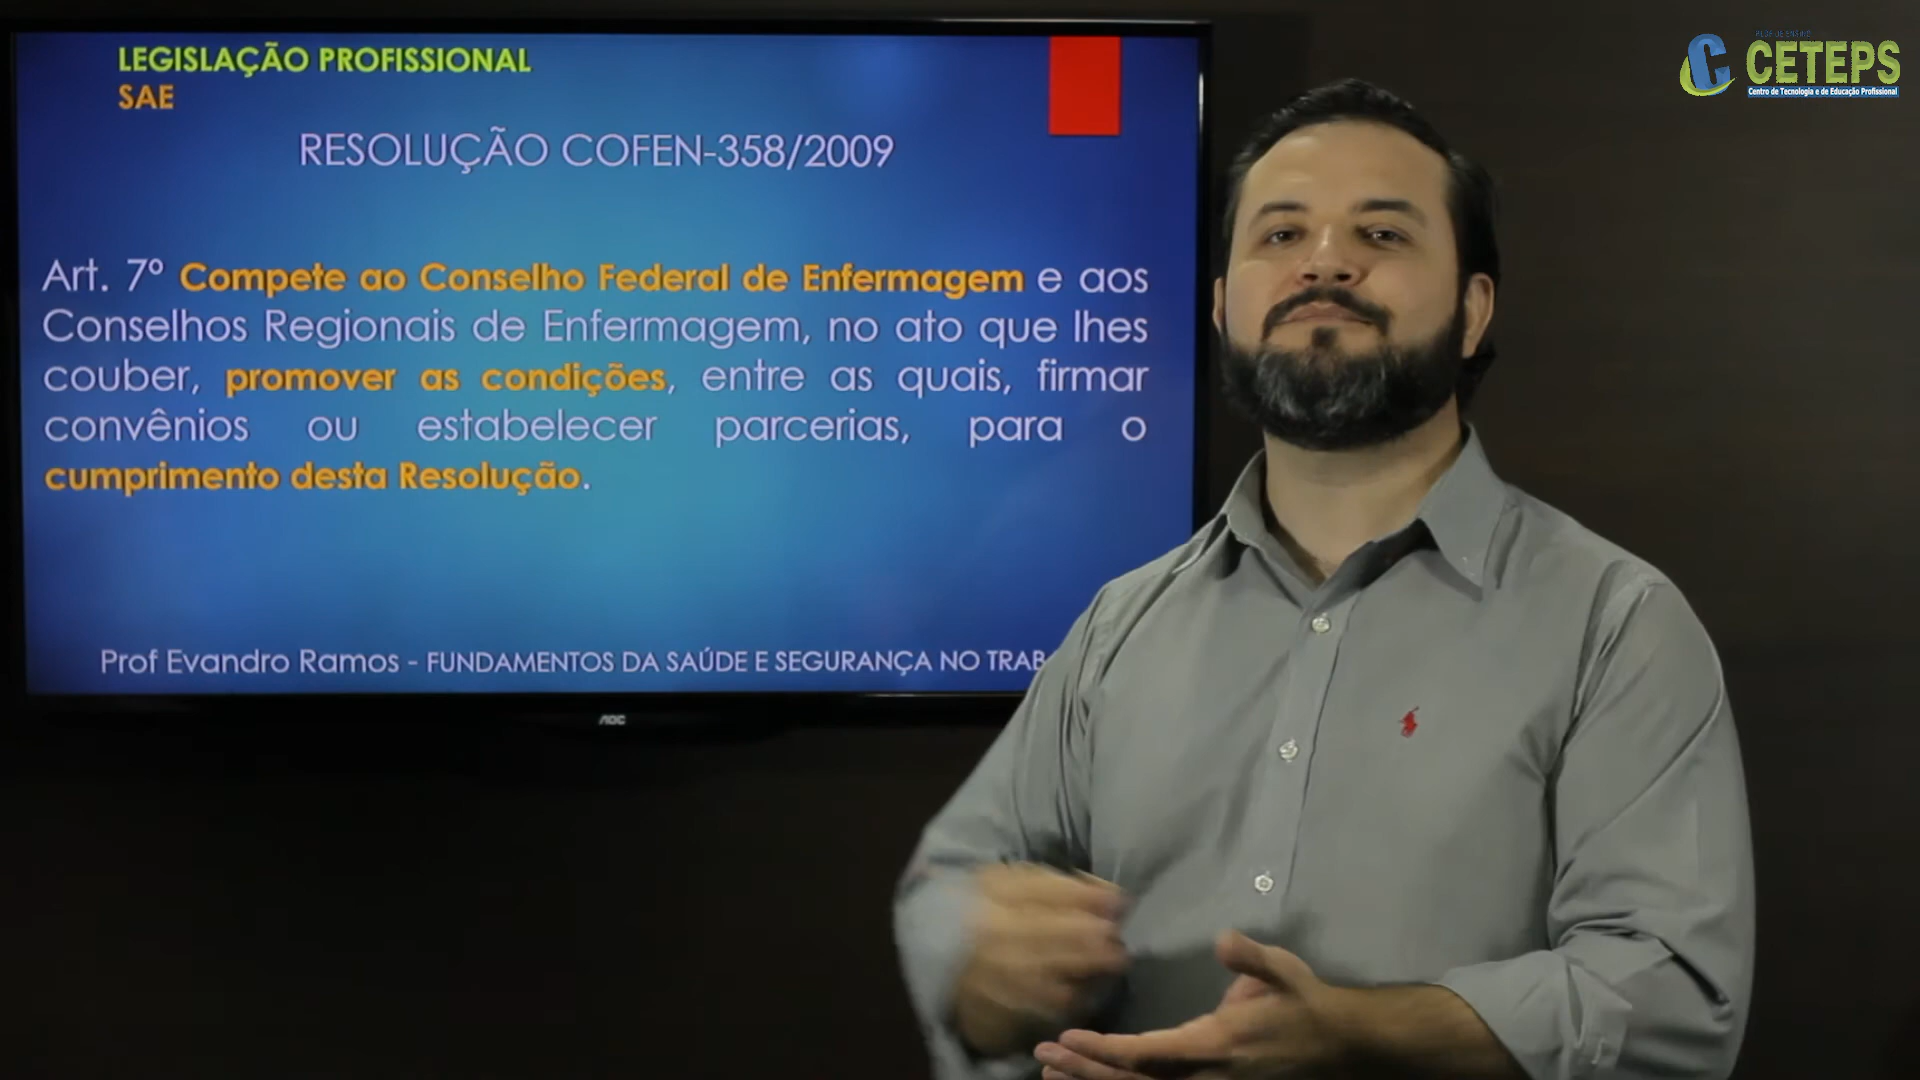 LEGISLAÇÃO PROFISSIONAL
SAE
RESOLUÇÃO COFEN-358/2009
Art. 7º Compete ao Conselho Federal de Enfermagem e aos
Conselhos Regionais de Enfermagem, no ato que lhes
couber, promover as condições, entre as quais, firmar
convênios ou estabelecer parcerias, para o
cumprimento desta Resolução.
Prof Evandro Ramos - FUNDAMENTOS DA SAÚDE E SEGURANÇA NO TRAB
AOC
REDE DE ENSINO
CETEPS
Centro de Tecnologia e de Educação Profissional